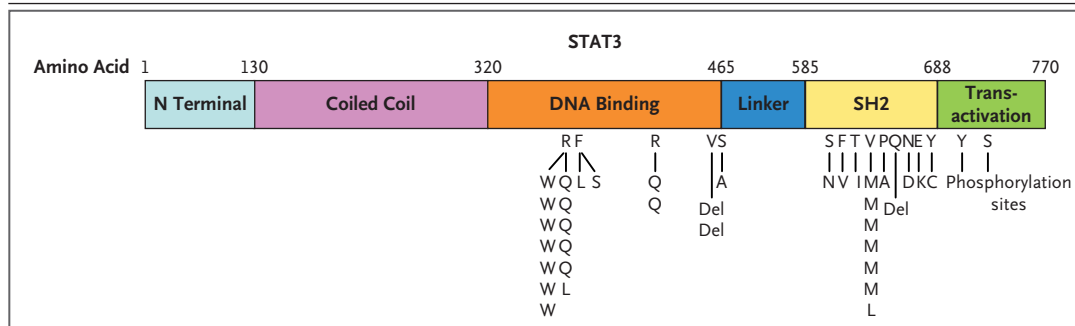 STAT3
Amino Acid 1 130 320 465 585 688 770
N Terminal Coiled Coil DNA Binding Linker SH2 Trans-
activation
R F R V S S F T V P Q N E Y Y S
W Q L S Q A N V I M A D K C Phosphorylation
W Q Q Del M Del sites
W Q Del M
W Q M
W Q M
W L M
W L